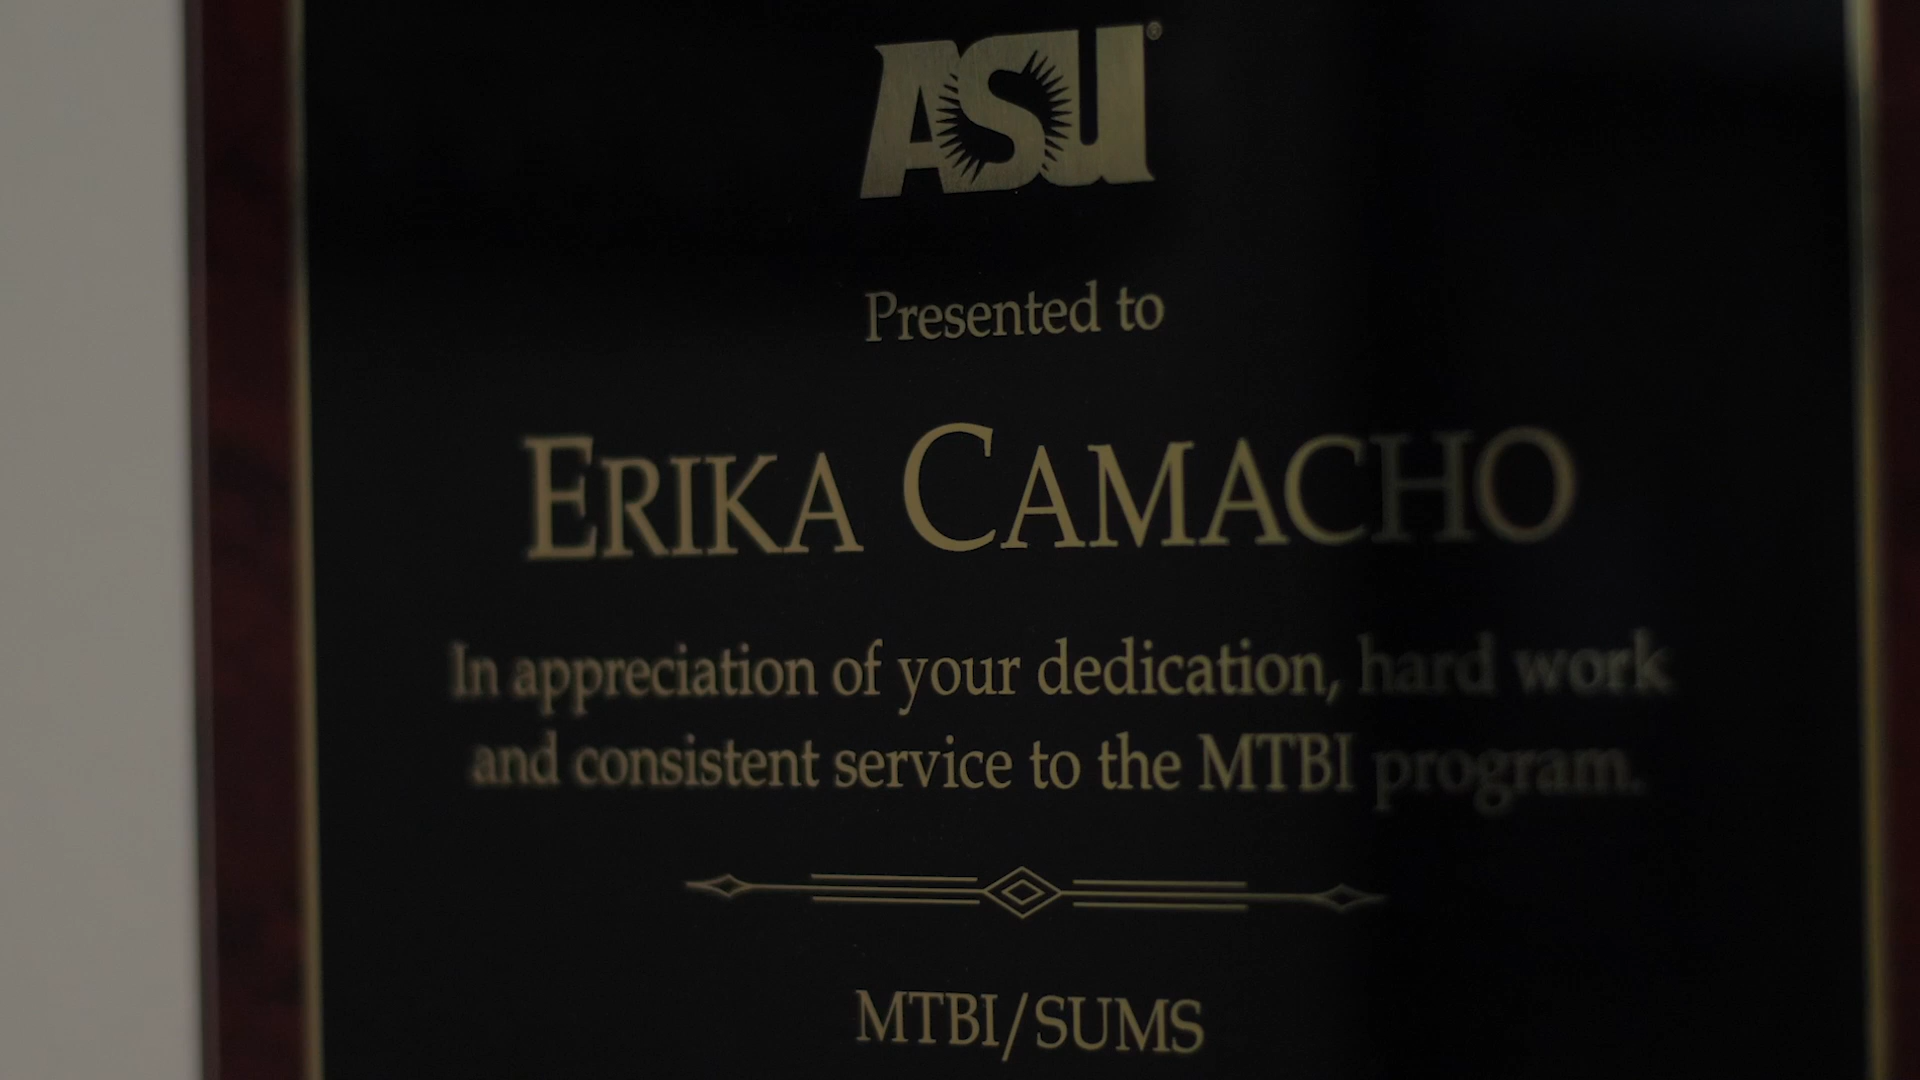 ASU®
Presented to
ERIKA CAMACHO
In appreciation of your dedication, hard work
and consistent service to the MTBI program.
MTBI/SUMS